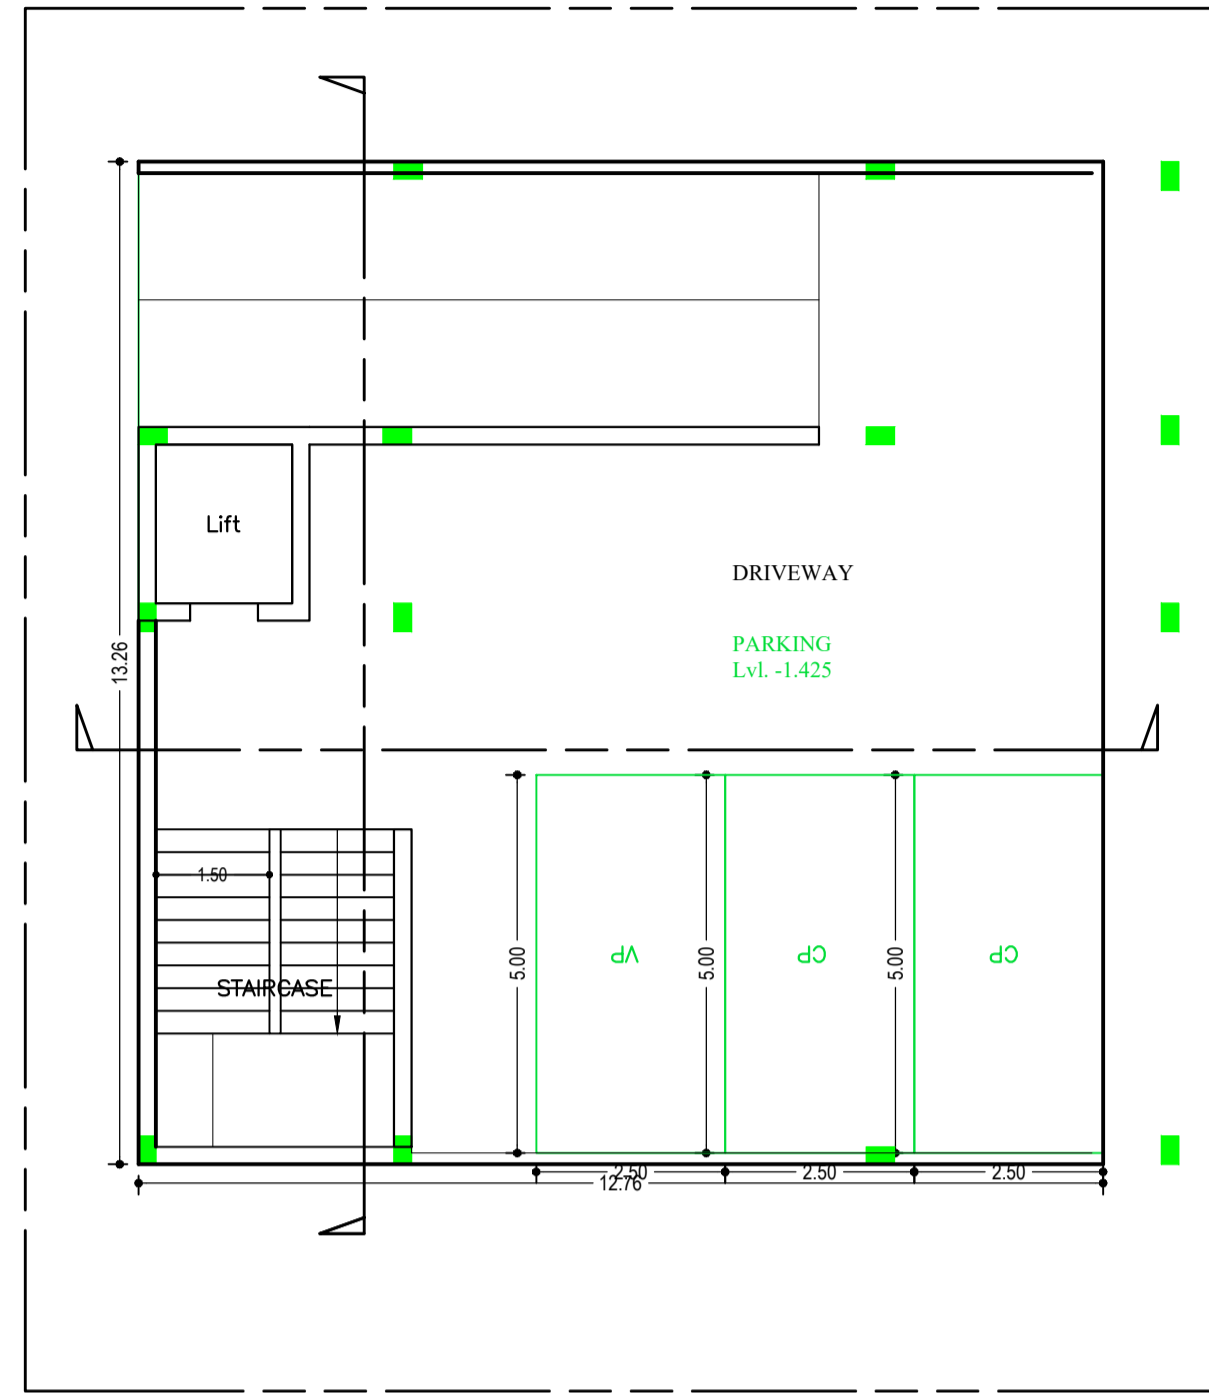 Lift
DRIVEWAY
PARKING
Lvl. -1.425
13.26
1.50
STAIRCASE
5.00
VP
5.00
CP
5.00
CP
2.50
2.50
2.50
12.76